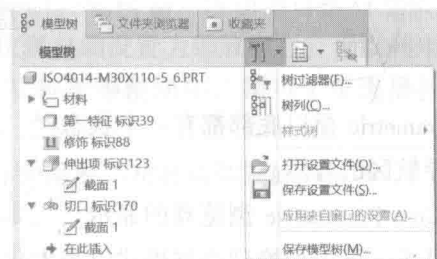 模型树 文件夹浏览器 收藏夹
模型树
ISO4014-M30X110-5_6.PRT
材料
第一特征 标识39
修饰 标识88
伸出项 标识123
截面 1
切口 标识170
截面 1
在此插入
树过滤器(F)...
树列(C)...
样式树
打开设置文件(O)...
保存设置文件(S)...
应用来自窗口的设置(A)...
保存模型树(M)...